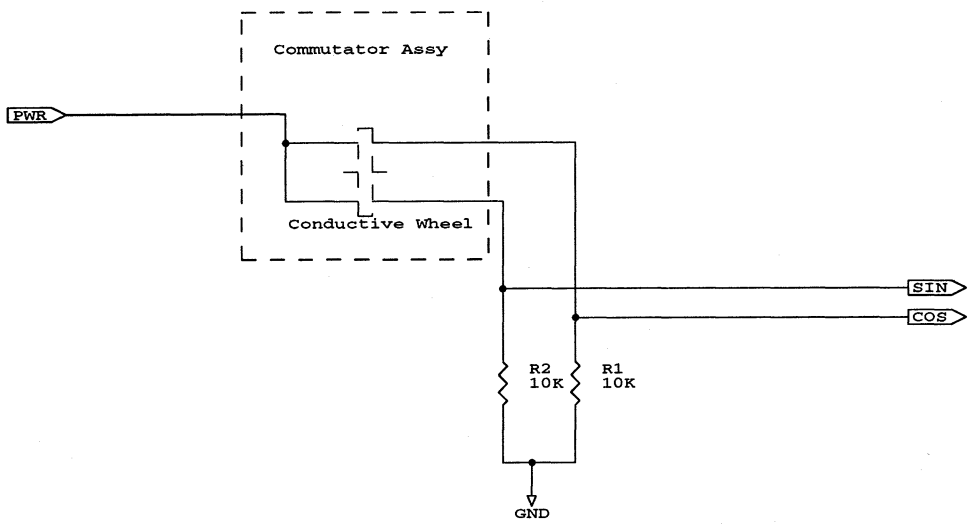 Commutator Assy
PWR
Conductive Wheel
SIN
COS
R2
10K
R1
10K
GND